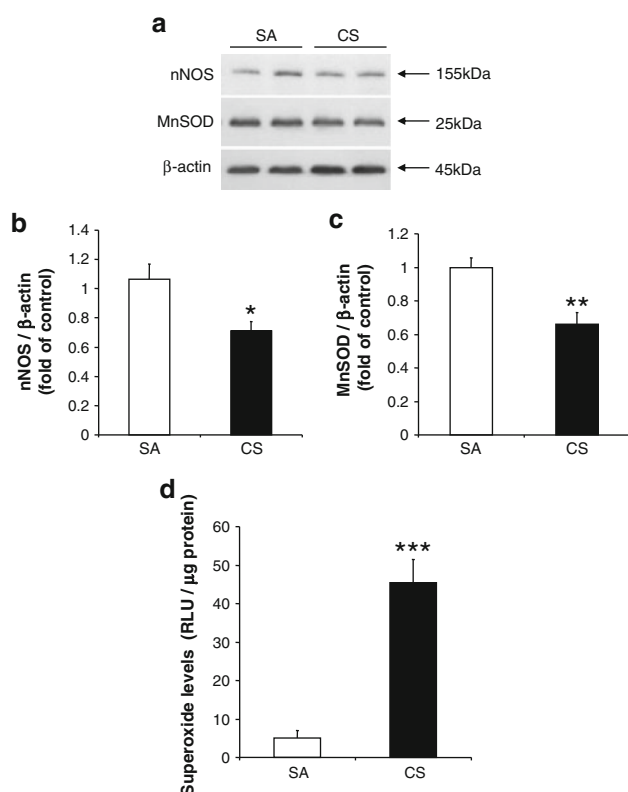 a
SA CS
nNOS 155kDa
MnSOD 25kDa
β-actin 45kDa
b
nNOS / β-actin
(fold of control)
1.4
1.2
1
0.8
0.6
0.4
0.2
0
*
SA CS
c
MnSOD / β-actin
(fold of control)
1.2
1
0.8
0.6
0.4
0.2
0
**
SA CS
d
Superoxide levels (RLU / μg protein)
60
50
40
30
20
10
0
***
SA CS